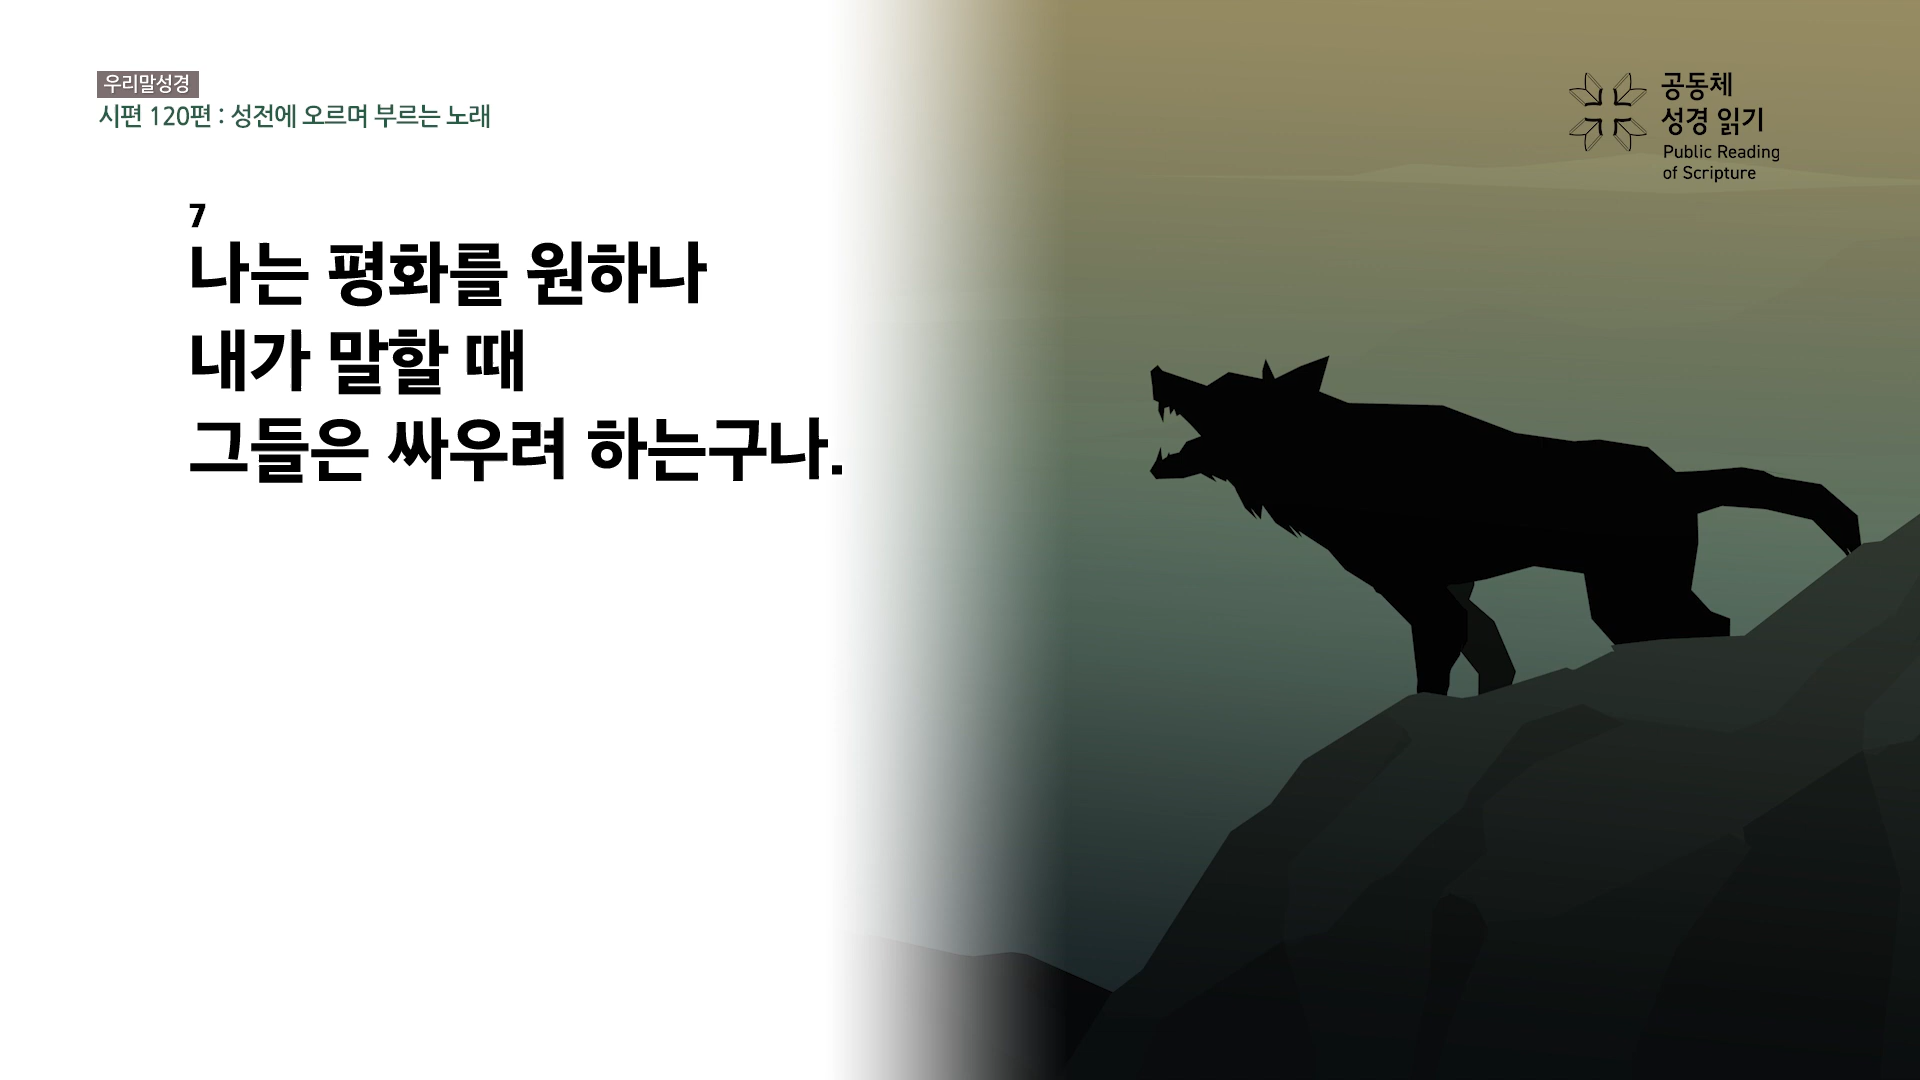 우리말성경
시편 120편 : 성전에 오르며 부르는 노래
7
나는 평화를 원하나
내가 말할 때
그들은 싸우려 하는구나.
공동체
성경 읽기
Public Reading
of Scripture